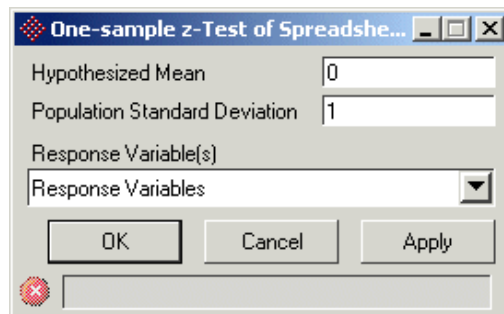 One-sample z-Test of Spreadshe...
Hypothesized Mean 0
Population Standard Deviation 1
Response Variable(s)
Response Variables
OK Cancel Apply